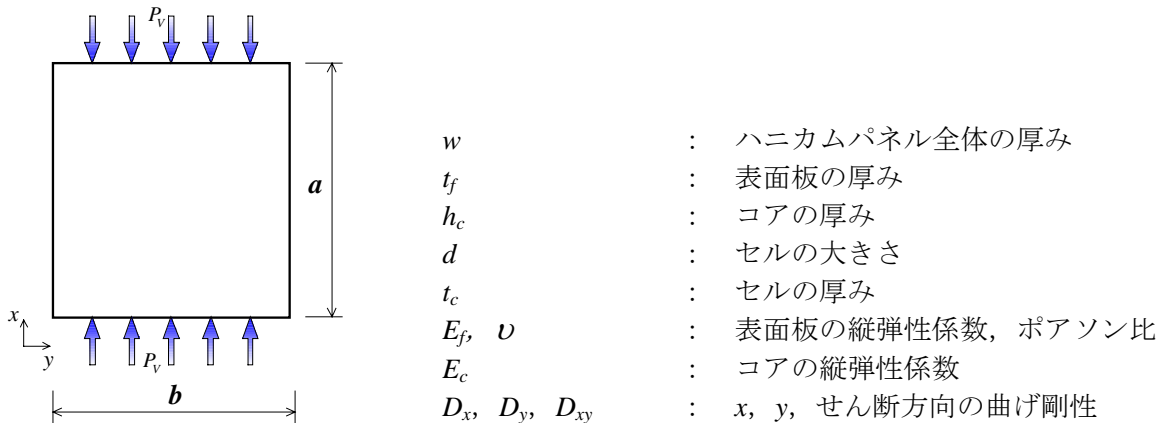 P_V
a
x
y
P_V
b
w : ハニカムパネル全体の厚み
t_f : 表面板の厚み
h_c : コアの厚み
d : セルの大きさ
t_c : セルの厚み
E_f, υ : 表面板の縦弾性係数, ポアソン比
E_c : コアの縦弾性係数
D_x, D_y, D_xy : x, y, せん断方向の曲げ剛性